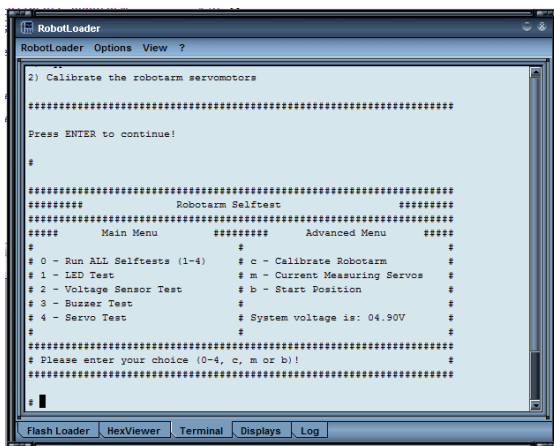 RobotLoader
RobotLoader Options View ?
2) Calibrate the robotarm servomotors
######################################################################
Press ENTER to continue!
#
######################################################################
######### Robotarm Selftest #########
######################################################################
##### Main Menu ######### Advanced Menu #####
# # #
# 0 - Run ALL Selftests (1-4) # c - Calibrate Robotarm #
# 1 - LED Test # m - Current Measuring Servos #
# 2 - Voltage Sensor Test # b - Start Position #
# 3 - Buzzer Test # #
# 4 - Servo Test # System voltage is: 04.90V #
# # #
######################################################################
# Please enter your choice (0-4, c, m or b)! #
######################################################################
#
Flash Loader HexViewer Terminal Displays Log